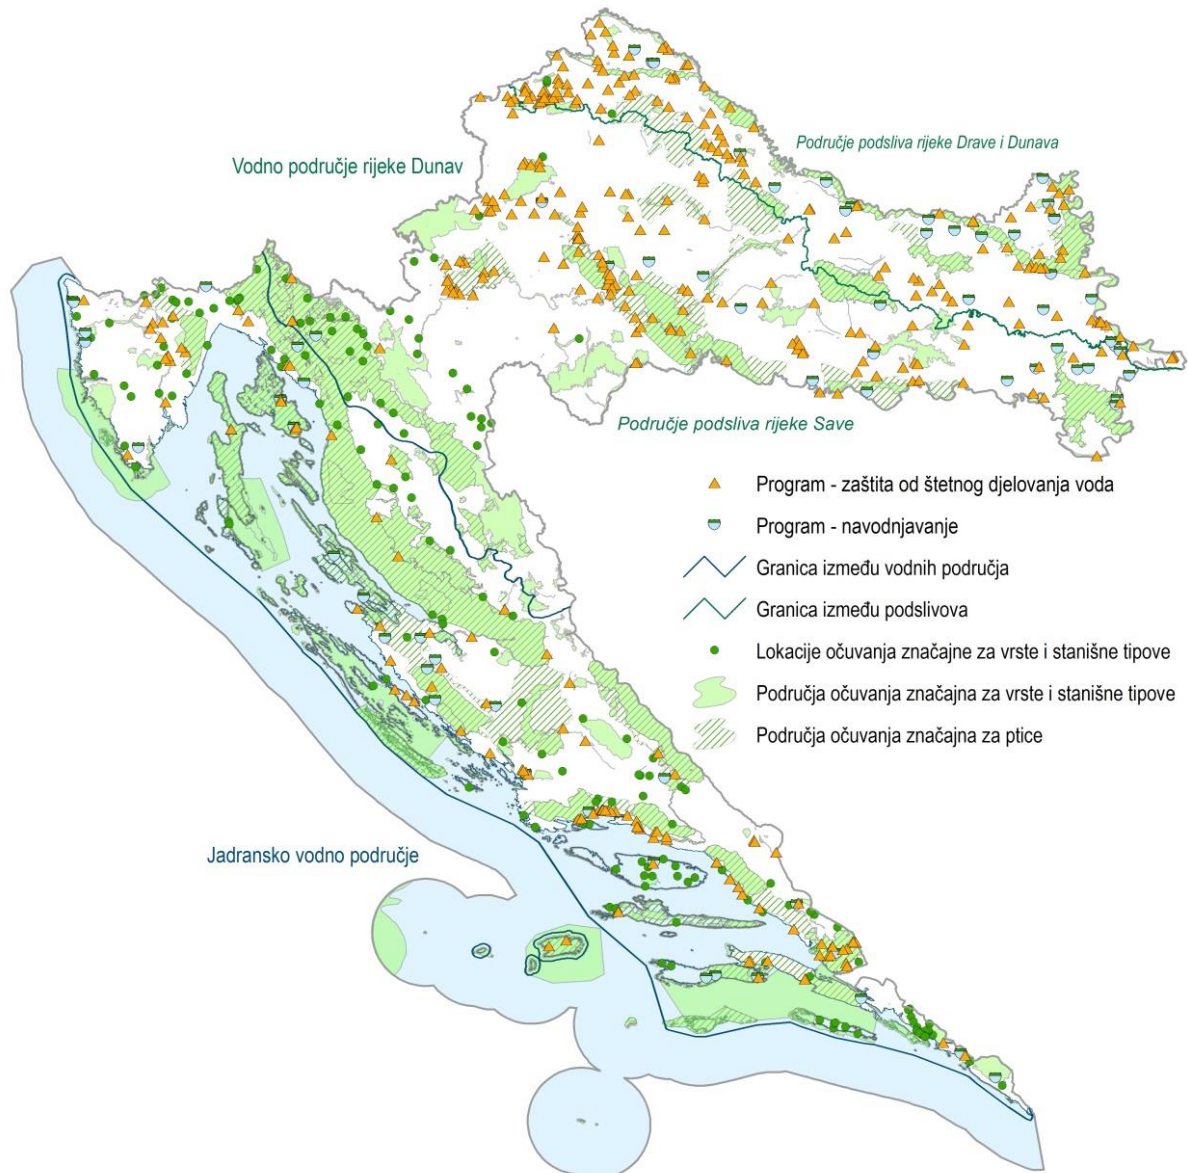 Područje podsliva rijeke Drave i Dunava
Vodno područje rijeke Dunav
Područje podsliva rijeke Save
Program - zaštita od štetnog djelovanja voda
Program - navodnjavanje
Granica između vodnih područja
Granica između podslivova
Lokacije očuvanja značajne za vrste i stanišne tipove
Područja očuvanja značajna za vrste i stanišne tipove
Područja očuvanja značajna za ptice
Jadransko vodno područje